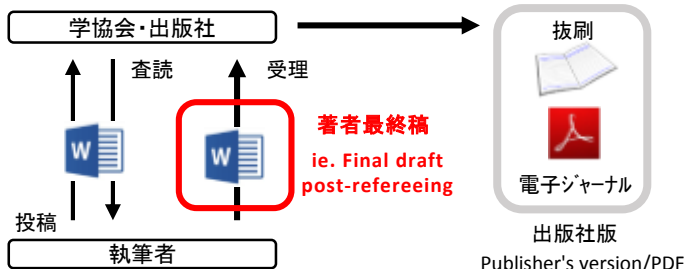 学協会・出版社
抜刷
査読
受理
著者最終稿
ie. Final draft
post-refereeing
W
W
電子ジャーナル
投稿
執筆者
出版社版
Publisher's version/PDF